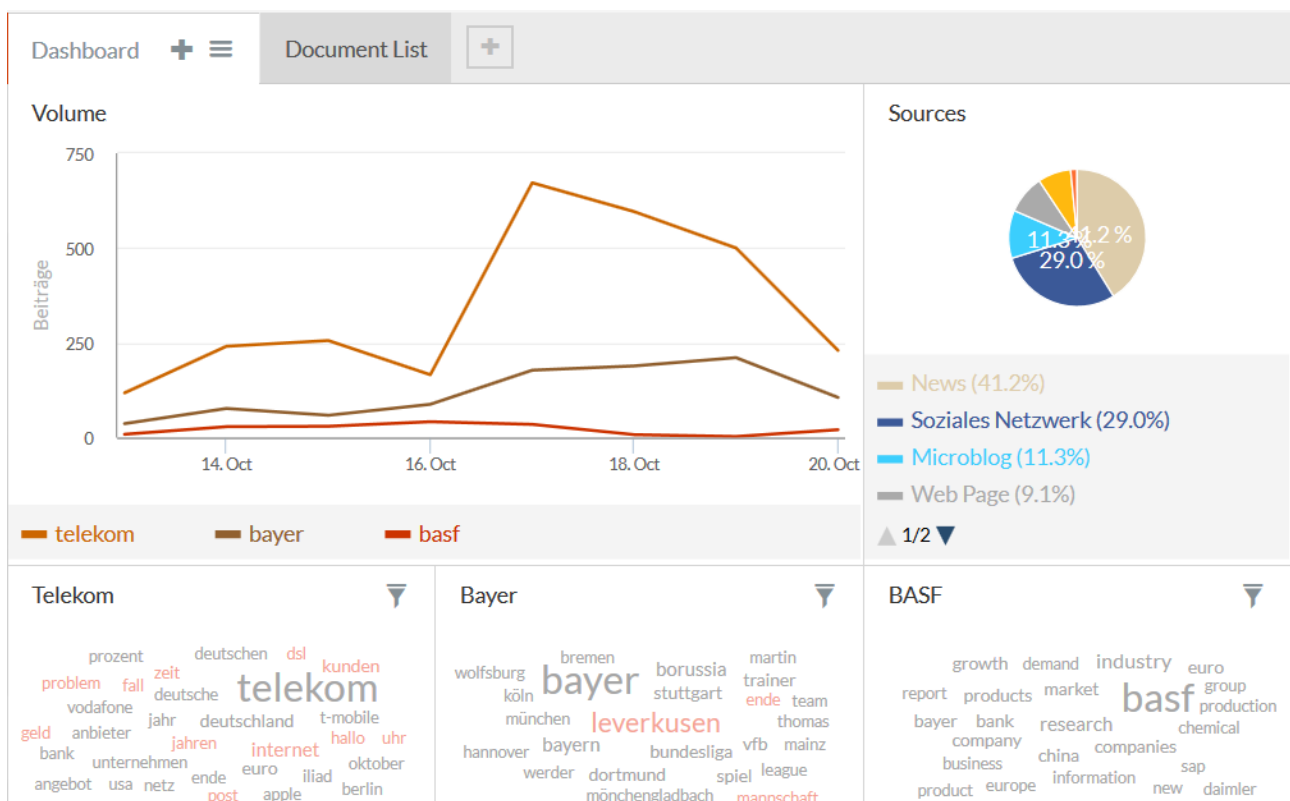 Dashboard
Document List
Volume
Sources
750
500
250
0
Beiträge
14. Oct
16. Oct
18. Oct
20. Oct
telekom
bayer
basf
41.2 %
29.0 %
11.3 %
News (41.2%)
Soziales Netzwerk (29.0%)
Microblog (11.3%)
Web Page (9.1%)
1/2
Telekom
prozent deutschen dsl
zeit kunden
problem fall deutsche telekom
vodafone
jahr deutschland t-mobile
geld anbieter jahren internet hallo uhr
bank unternehmen euro oktober
angebot usa netz ende iliad berlin
post apple
Bayer
bremen martin
wolfsburg bayer borussia trainer
köln stuttgart ende team
münchen leverkusen thomas
hannover bayern bundesliga vfb mainz
werder dortmund spiel league
mönchengladbach mannschaft
BASF
growth demand industry euro
report products market basf group
production
bayer bank research chemical
company china companies
business sap
product europe information new daimler